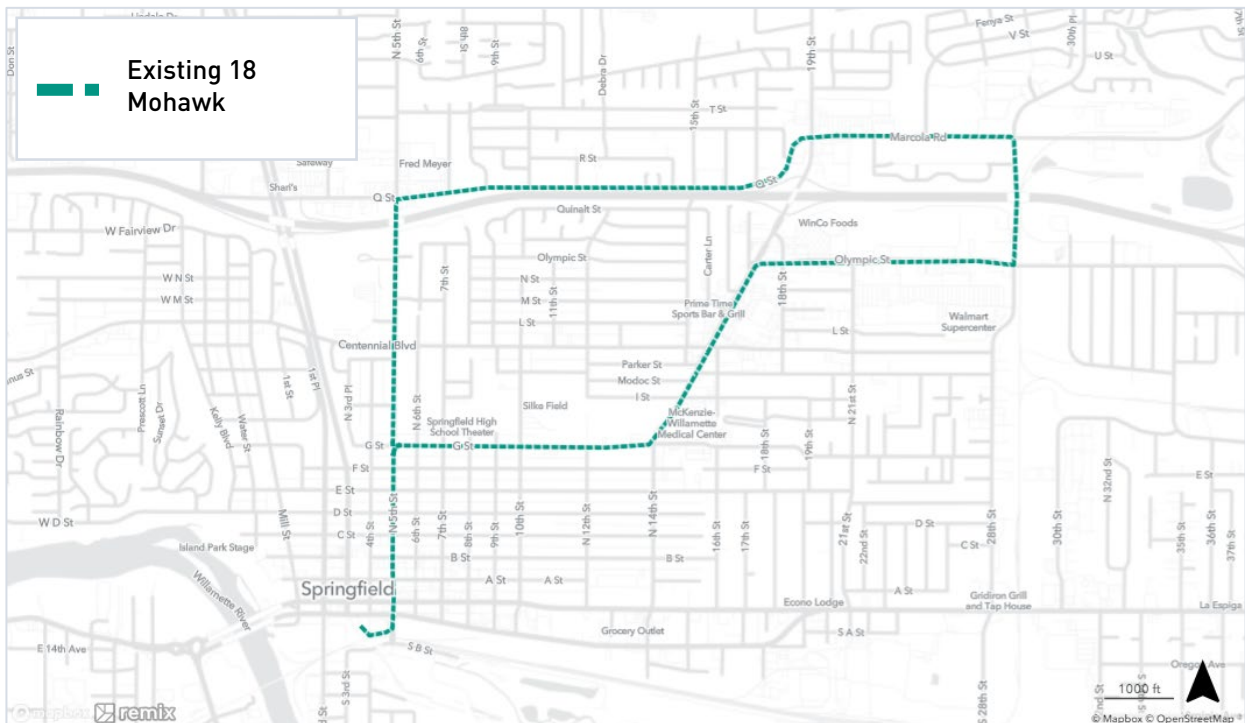 Existing 18
Mohawk
Don St
N 5th St
6th St
8th St
9th St
Debra Dr
19th St
Fenya St
V St
30th Pl
U St
15th St
T St
Marcola Rd
Safeway
Fred Meyer
R St
Shari's
Q St
Q St
Quinalt St
W Fairview Dr
WinCo Foods
Olympic St
Olympic St
Carter Ln
W N St
7th St
N St
18th St
W M St
M St
11th St
Prime Time
Sports Bar & Grill
L St
L St
Walmart
Supercenter
Centennial Blvd
1st St
1st Pl
Parker St
Modoc St
I St
N 3rd Pl
Prescott Ln
Sunset Dr
Rainbow Dr
Kelly Blvd
Water St
N 6th St
Silke Field
N 21st St
Springfield High
School Theater
McKenzie-
Willamette
Medical Center
G St
G St
18th St
19th St
F St
F St
E St
E St
N 32nd St
W D St
Mill St
D St
C St
4th St
N 5th St
6th St
7th St
8th St
9th St
10th St
N 12th St
N 14th St
16th St
17th St
21st St
22nd St
D St
C St
28th St
30th St
35th St
36th St
37th St
Island Park Stage
B St
B St
Willamette
River
Springfield
A St
A St
A St
Econo Lodge
Gridiron Grill
and Tap House
La Espiga
Grocery Outlet
S A St
E 14th Ave
S B St
S 3rd St
S 28th St
1000 ft
mapbox remix
© Mapbox © OpenStreetMap